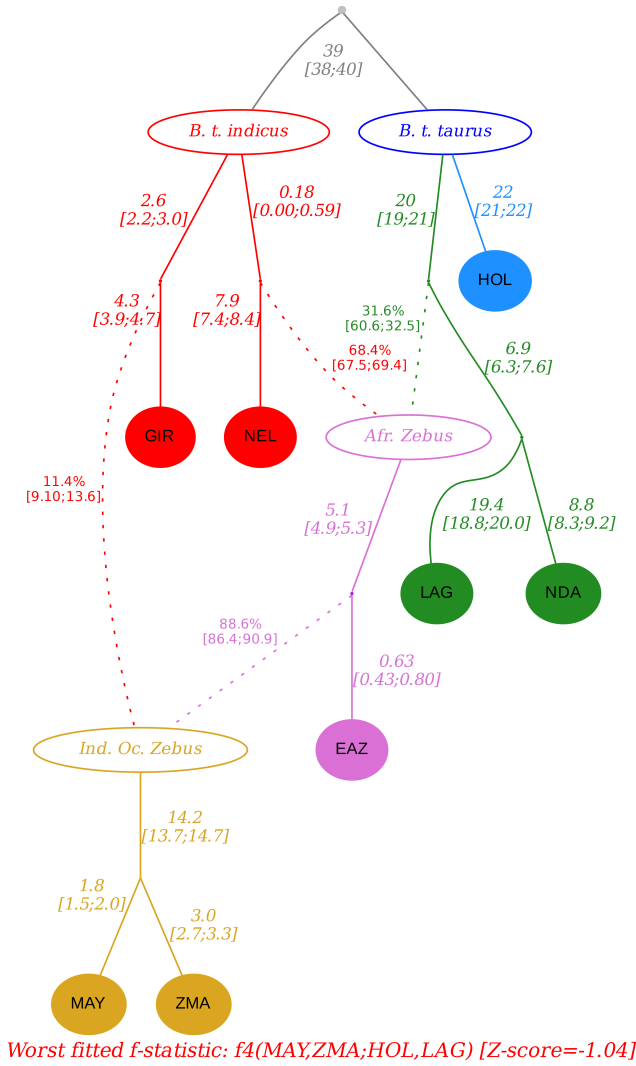 39
[38;40]
B. t. indicus
B. t. taurus
2.6
[2.2;3.0]
0.18
[0.00;0.59]
20
[19;21]
22
[21;22]
HOL
4.3
[3.9;4.7]
7.9
[7.4;8.4]
31.6%
[60.6;32.5]
68.4%
[67.5;69.4]
6.9
[6.3;7.6]
GIR
NEL
Afr. Zebus
11.4%
[9.10;13.6]
5.1
[4.9;5.3]
19.4
[18.8;20.0]
8.8
[8.3;9.2]
LAG
NDA
88.6%
[86.4;90.9]
0.63
[0.43;0.80]
Ind. Oc. Zebus
EAZ
14.2
[13.7;14.7]
1.8
[1.5;2.0]
3.0
[2.7;3.3]
MAY
ZMA
Worst fitted f-statistic: f4(MAY,ZMA;HOL,LAG) [Z-score=-1.04]